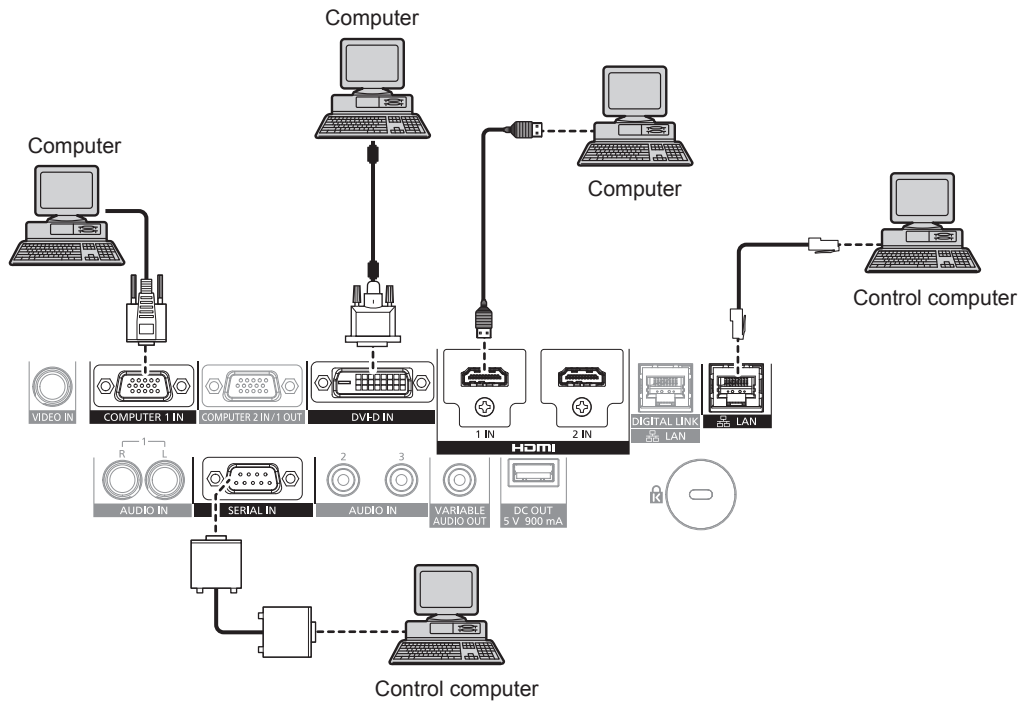 Computer
Computer
Computer
Control computer
VIDEO IN
COMPUTER 1 IN
COMPUTER 2 IN/1 OUT
DVI-D IN
1 IN
2 IN
HDMI
DIGITAL LINK
LAN
LAN
1
R
L
AUDIO IN
SERIAL IN
2
3
AUDIO IN
VARIABLE
AUDIO OUT
DC OUT
5 V 900 mA
K
Control computer